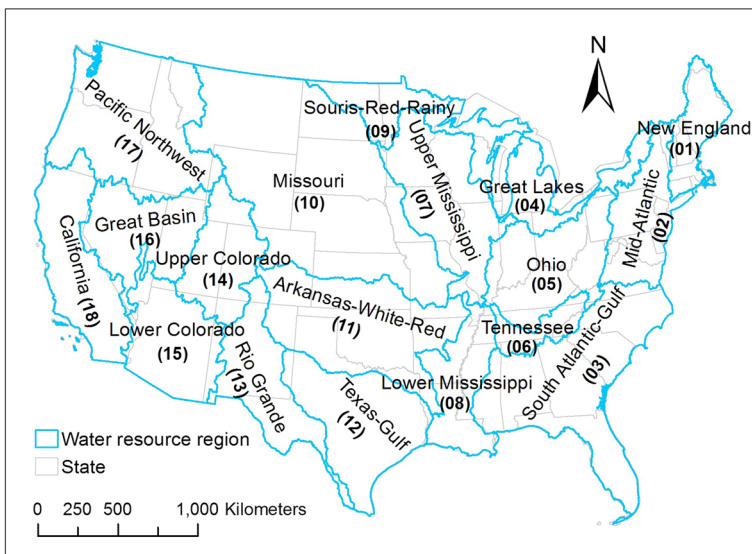 N
Pacific Northwest
(17)
Souris-Red-Rainy
(09)
New England
(01)
Upper Mississippi
(07)
Missouri
(10)
Great Lakes
(04)
Mid-Atlantic
(02)
Great Basin
(16)
California (18)
Upper Colorado
(14)
Ohio
(05)
Arkansas-White-Red
(11)
Lower Colorado
(15)
Tennessee
(06)
South Atlantic-Gulf
(03)
Rio Grande
(13)
Texas-Gulf
(12)
Lower Mississippi
(08)
Water resource region
State
0 250 500 1,000 Kilometers